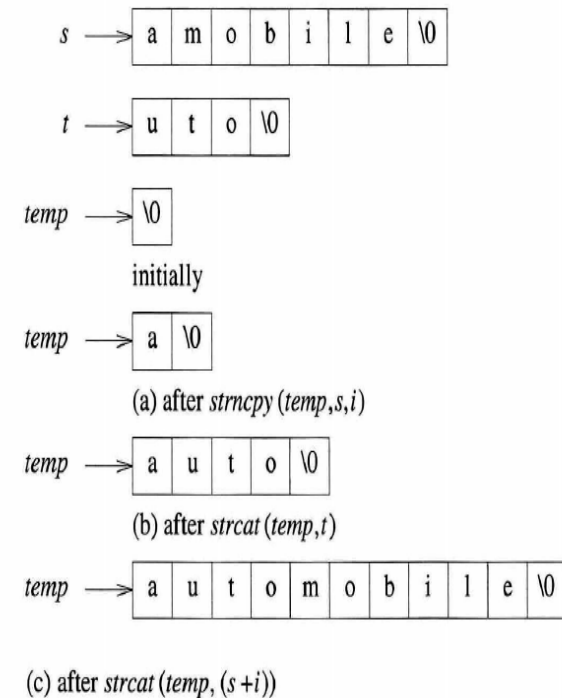 s a m o b i l e \0
t u t o \0
temp \0
initially
temp a \0
(a) after strncpy(temp,s,i)
temp a u t o \0
(b) after strcat(temp,t)
temp a u t o m o b i l e \0
(c) after strcat(temp, (s+i))